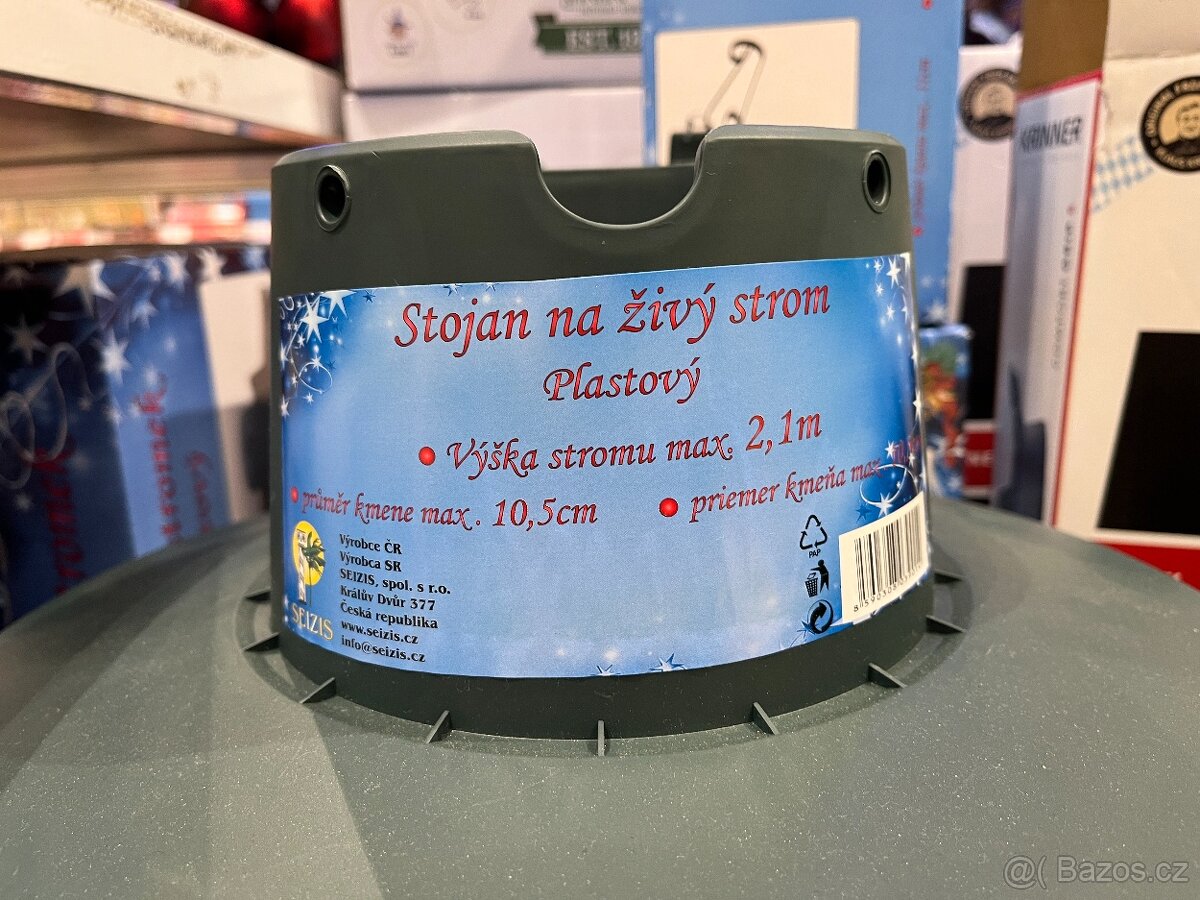 Stojan na živý strom
Plastový
Výška stromu max. 2,1m
průměr kmene max. 10,5cm
priemer kmeňa max.
Výrobce ČR
Výrobca SR
SEIZIS, spol. s r.o.
Králův Dvůr 377
Česká republika
www.seizis.cz
info@seizis.cz
SEIZIS
PAP
KRINNER
@( Bazos.cz